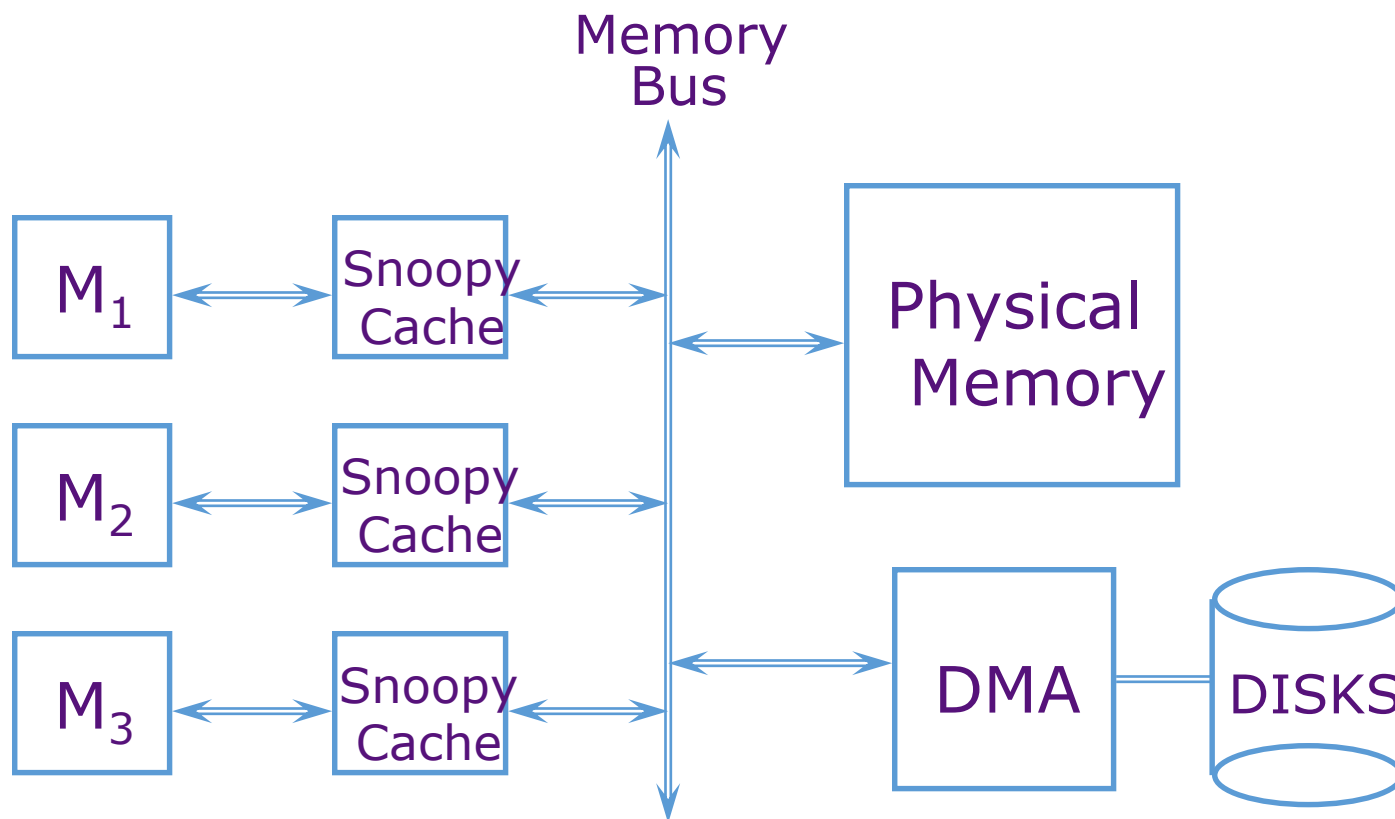 Memory
Bus
M₁
Snoopy
Cache
Physical
Memory
M₂
Snoopy
Cache
M₃
Snoopy
Cache
DMA
DISKS